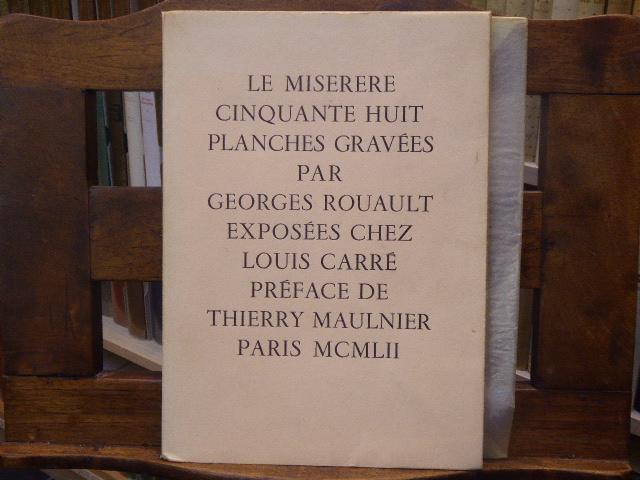 LE MISERERE
CINQUANTE HUIT
PLANCHES GRAVÉES
PAR
GEORGES ROUAULT
EXPOSÉES CHEZ
LOUIS CARRÉ
PRÉFACE DE
THIERRY MAULNIER
PARIS MCMLII